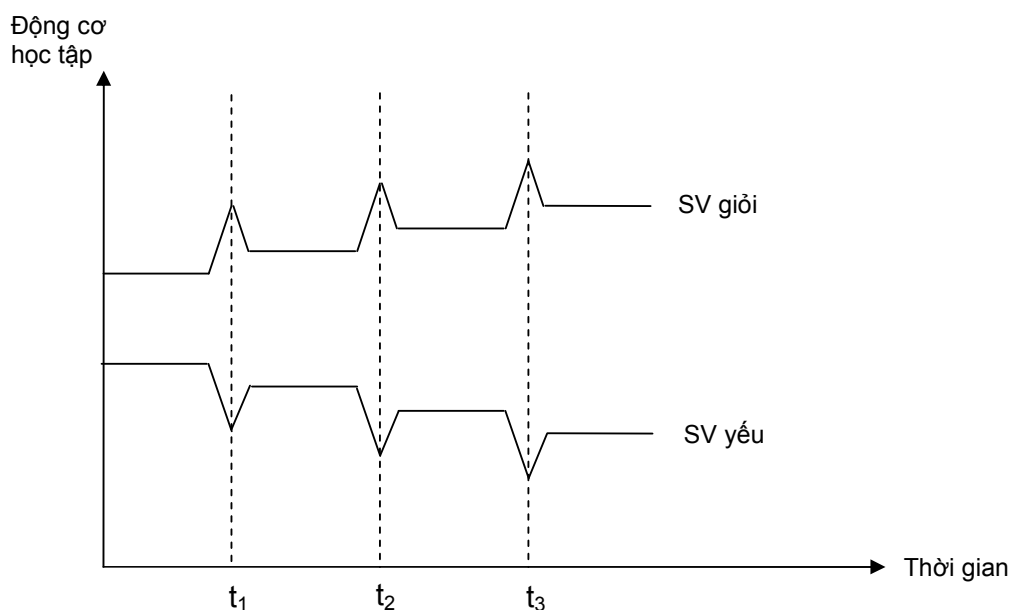 Động cơ
học tập
SV giỏi
SV yếu
Thời gian
t₁ t₂ t₃